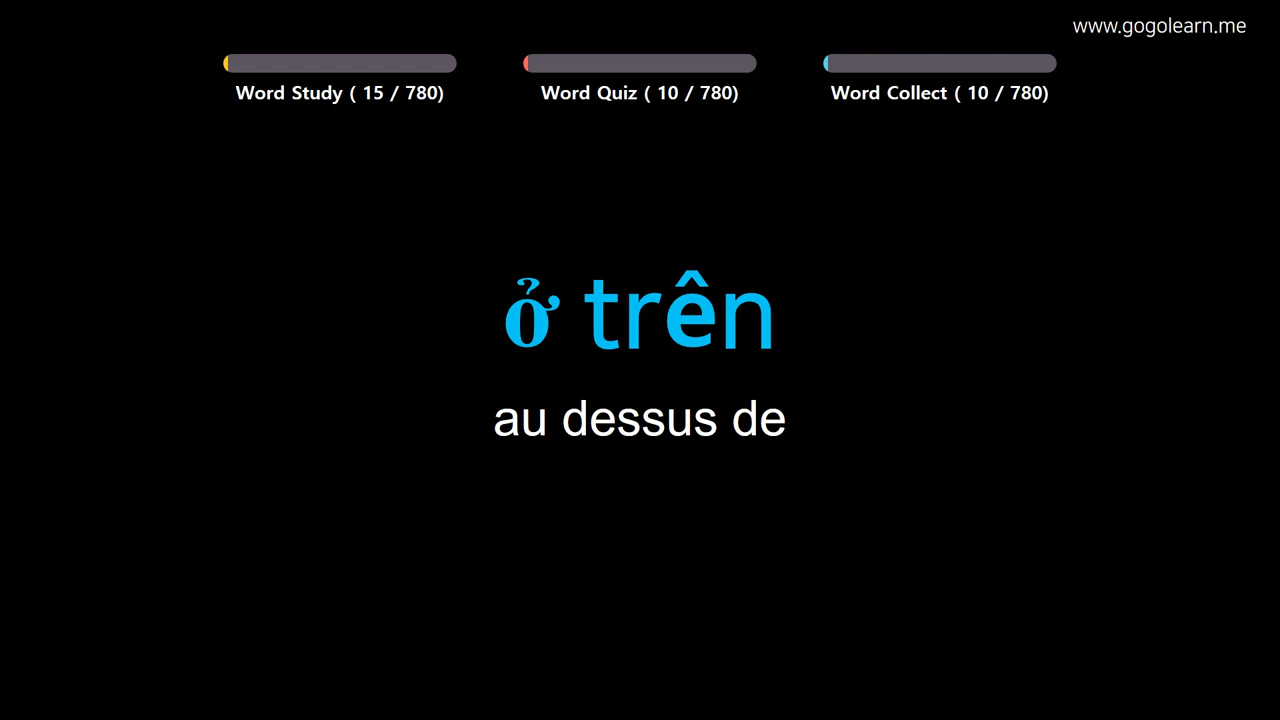 www.gogolearn.me
Word Study ( 15 / 780)
Word Quiz ( 10 / 780)
Word Collect ( 10 / 780)
ở trên
au dessus de